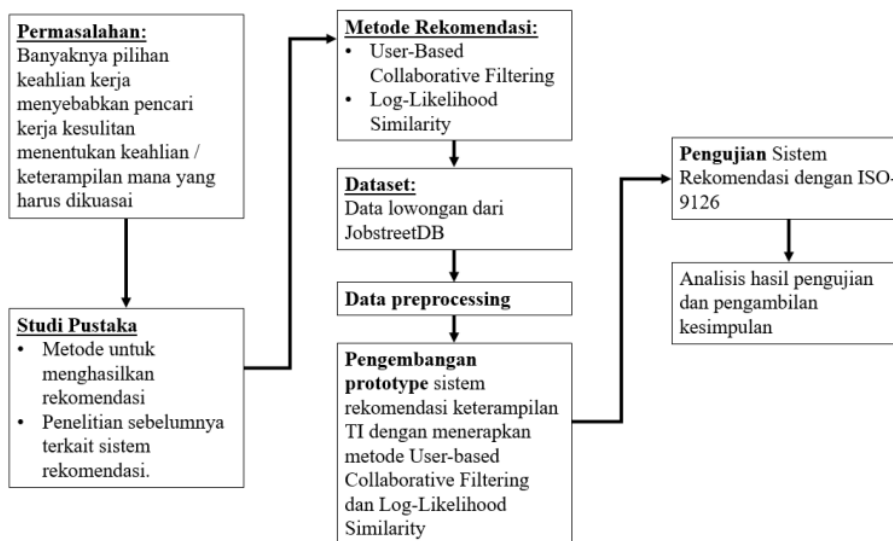 Permasalahan:
Banyaknya pilihan
keahlian kerja
menyebabkan pencari
kerja kesulitan
menentukan keahlian /
keterampilan mana yang
harus dikuasai
Studi Pustaka
• Metode untuk
menghasilkan
rekomendasi
• Penelitian sebelumnya
terkait sistem
rekomendasi.
Metode Rekomendasi:
• User-Based
Collaborative Filtering
• Log-Likelihood
Similarity
Dataset:
Data lowongan dari
JobstreetDB
Data preprocessing
Pengembangan
prototype sistem
rekomendasi keterampilan
TI dengan menerapkan
metode User-based
Collaborative Filtering
dan Log-Likelihood
Similarity
Pengujian Sistem
Rekomendasi dengan ISO-
9126
Analisis hasil pengujian
dan pengambilan
kesimpulan